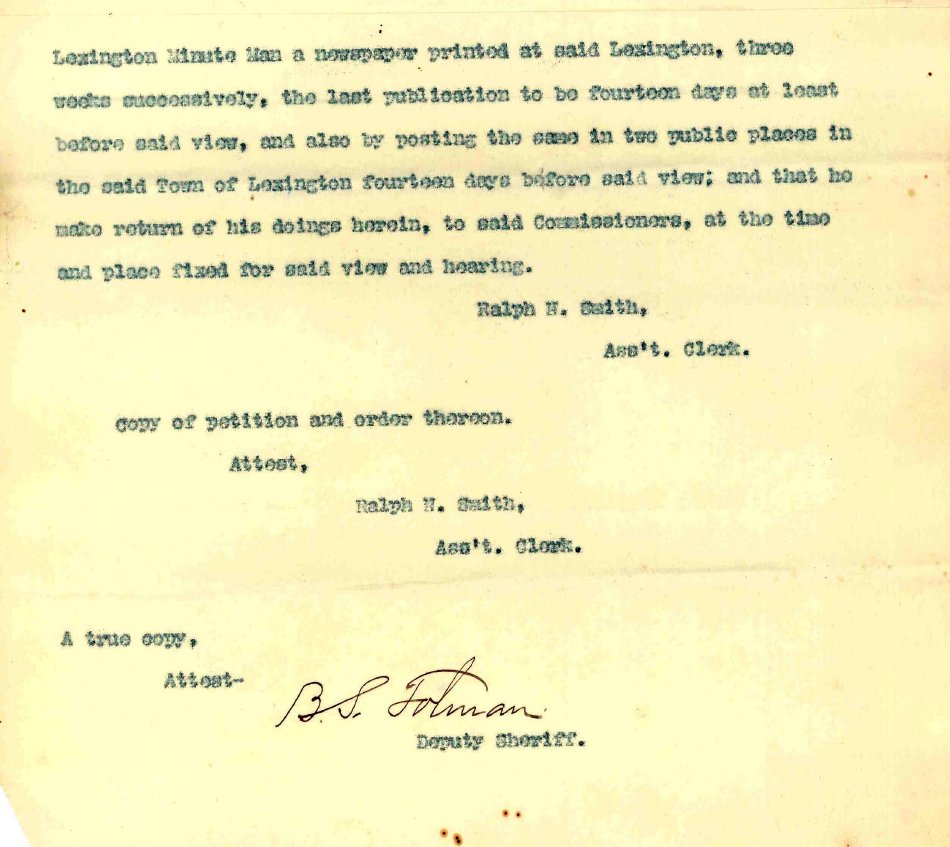 Lexington Minute Man a newspaper printed at said Lexington, three
weeks successively, the last publication to be fourteen days at least
before said view, and also by posting the same in two public places in
the said Town of Lexington fourteen days before said view; and that he
make return of his doings herein, to said Commissioners, at the time
and place fixed for said view and hearing.
Ralph N. Smith,
Ass't. Clerk.
Copy of petition and order thereon.
Attest,
Ralph N. Smith,
Ass't. Clerk.
A true copy,
Attest-
B.S.
Deputy Sheriff.